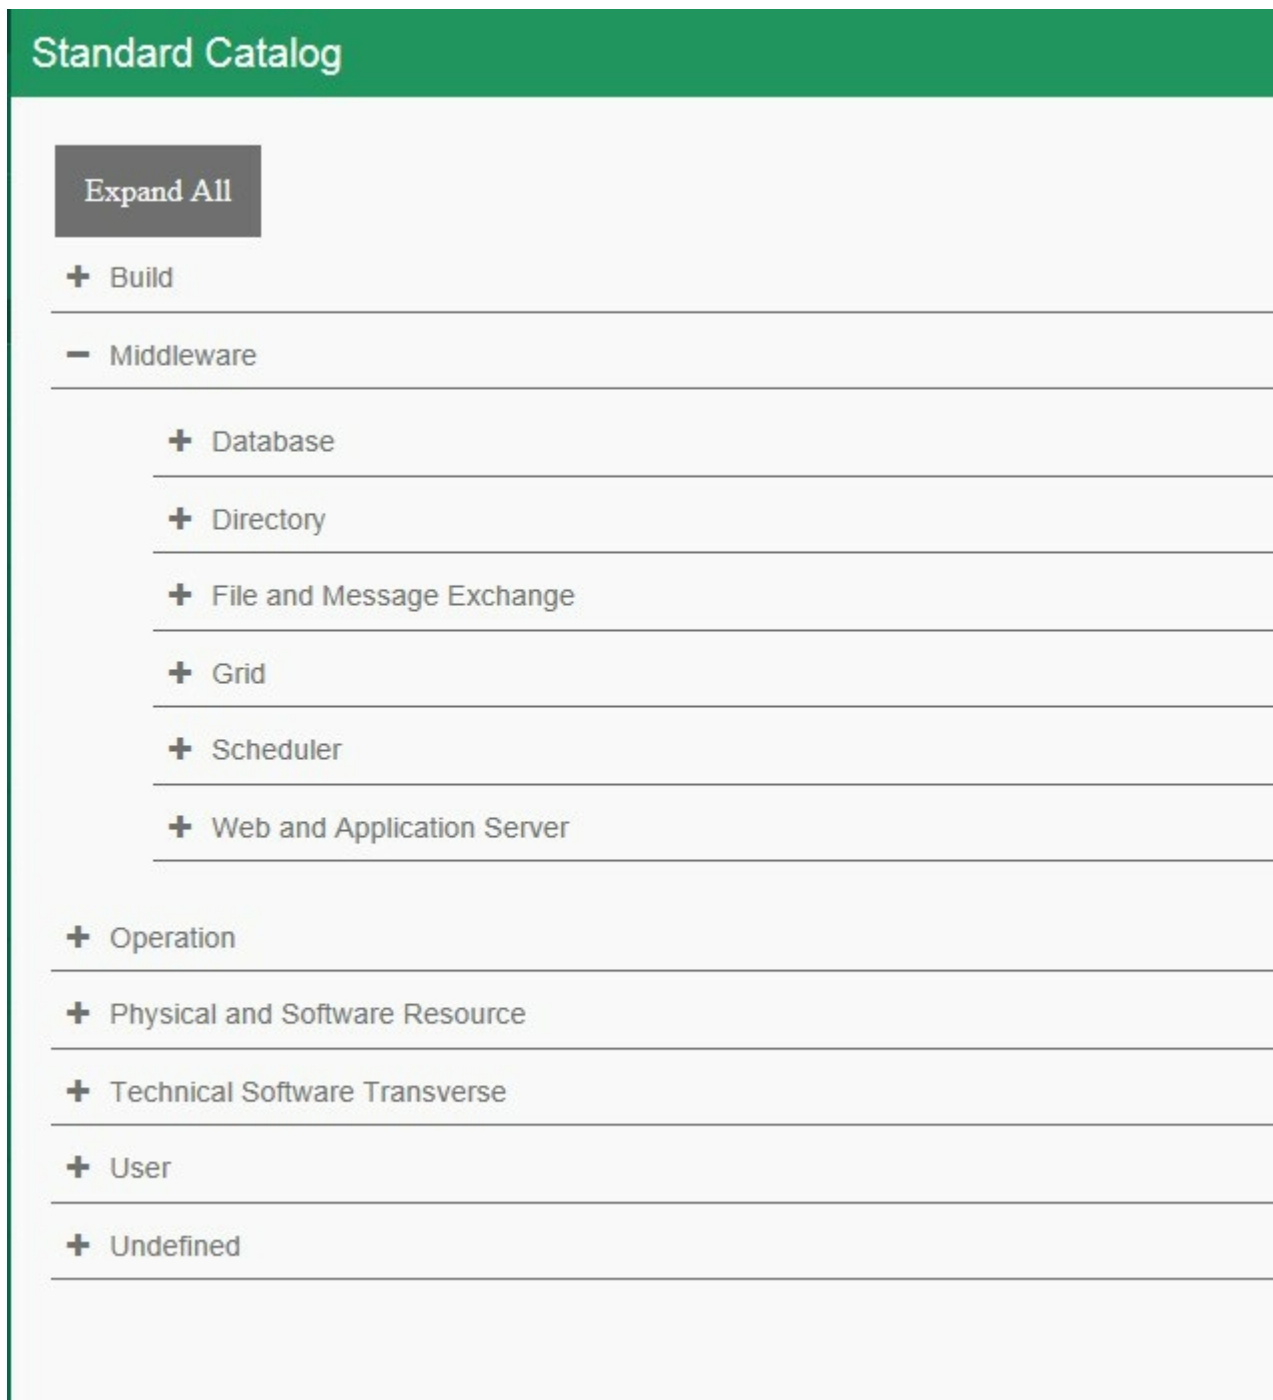 Standard Catalog
Expand All
Build
Middleware
Database
Directory
File and Message Exchange
Grid
Scheduler
Web and Application Server
Operation
Physical and Software Resource
Technical Software Transverse
User
Undefined